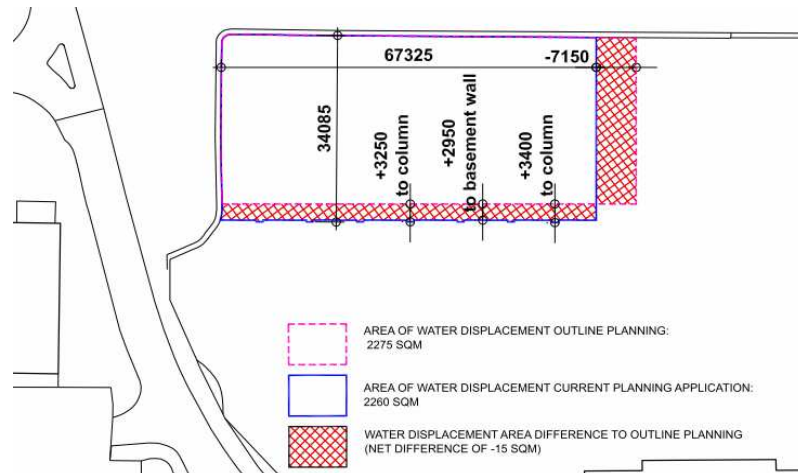 67325
-7150
34085
+3250
to column
+2950
to basement wall
+3400
to column
AREA OF WATER DISPLACEMENT OUTLINE PLANNING:
2275 SQM
AREA OF WATER DISPLACEMENT CURRENT PLANNING APPLICATION:
2260 SQM
WATER DISPLACEMENT AREA DIFFERENCE TO OUTLINE PLANNING
(NET DIFFERENCE OF -15 SQM)